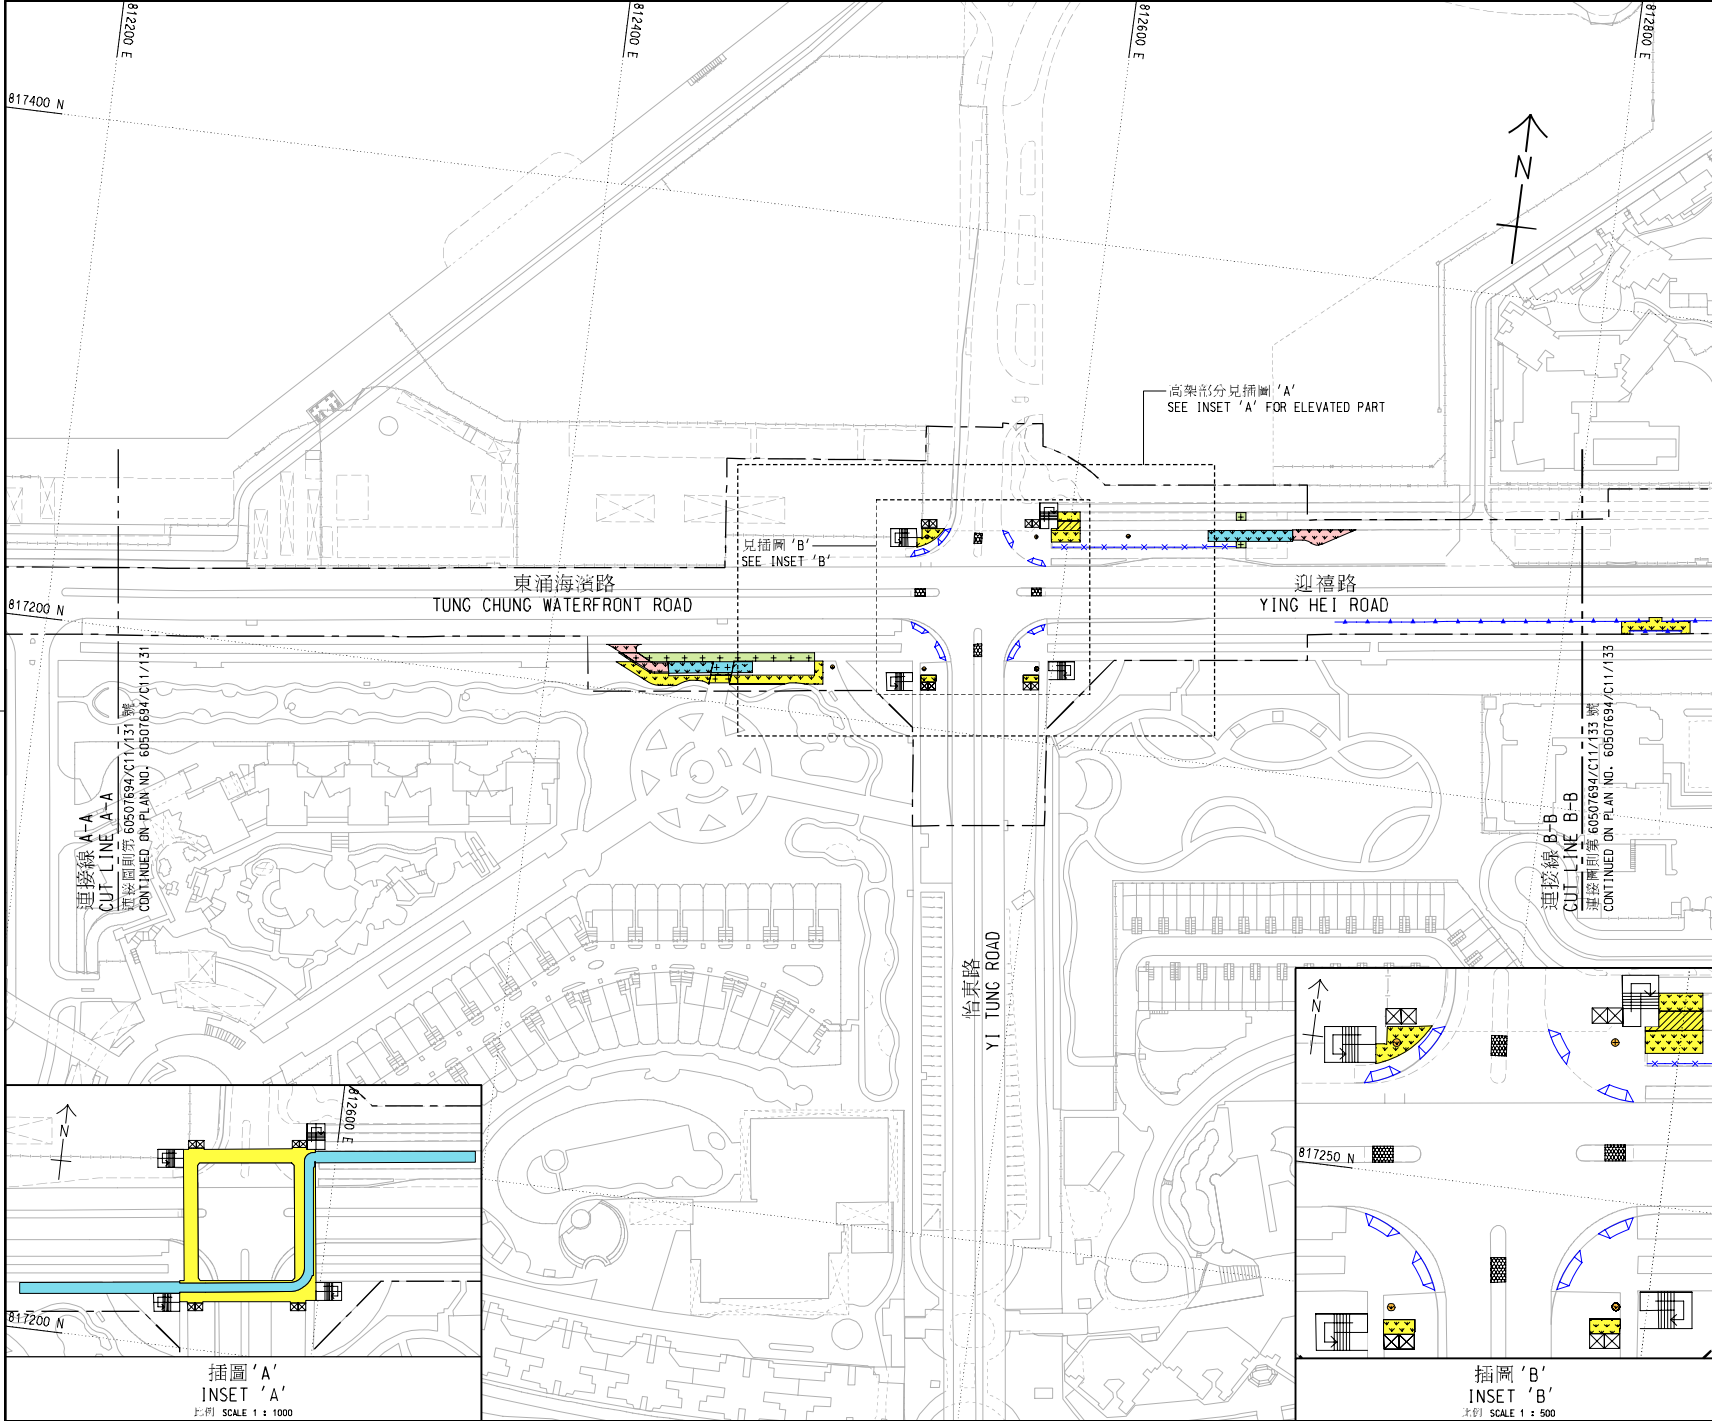 812200 E
812400 E
812600 E
812800 E
817400 N
N
高架部分見插圖 'A'
SEE INSET 'A' FOR ELEVATED PART
見插圖 'B'
SEE INSET 'B'
東涌海濱路
TUNG CHUNG WATERFRONT ROAD
迎禧路
YING HEI ROAD
817200 N
連接線 A-A
CUT LINE A-A
連接圖則第 60507694/C11/131 號
CONTINUED ON PLAN NO. 60507694/C11/131
連接線 B-B
CUT LINE B-B
連接圖則第 60507694/C11/133 號
CONTINUED ON PLAN NO. 60507694/C11/133
怡東路
YI TUNG ROAD
N
812600 E
817200 N
插圖 'A'
INSET 'A'
比例 SCALE 1 : 1000
N
817250 N
插圖 'B'
INSET 'B'
比例 SCALE 1 : 500